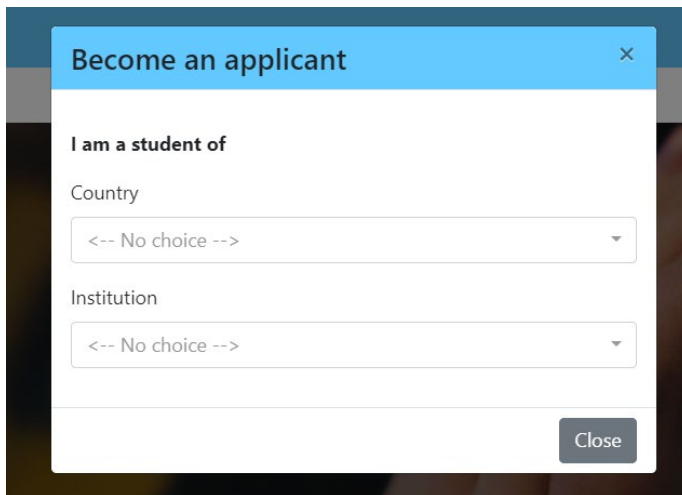 Become an applicant ×
I am a student of
Country
<-- No choice -->
Institution
<-- No choice -->
Close